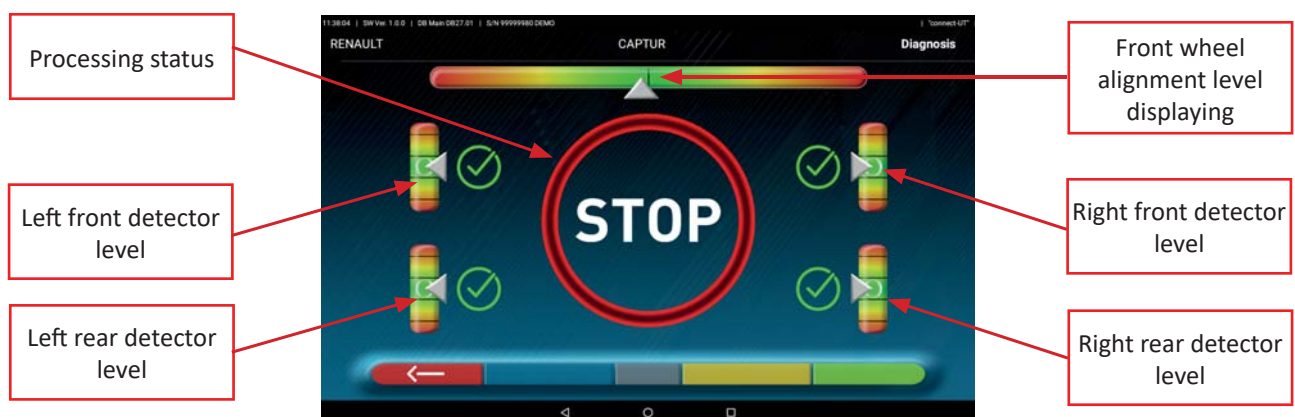 11:38:04 | SW Ver. 1.0.0 | DB Main DB27.01 | S/N 99999980 DEMO | "connect-UT"
RENAULT CAPTUR Diagnosis
Processing status
Front wheel
alignment level
displaying
STOP
Left front detector
level
Right front detector
level
Left rear detector
level
Right rear detector
level